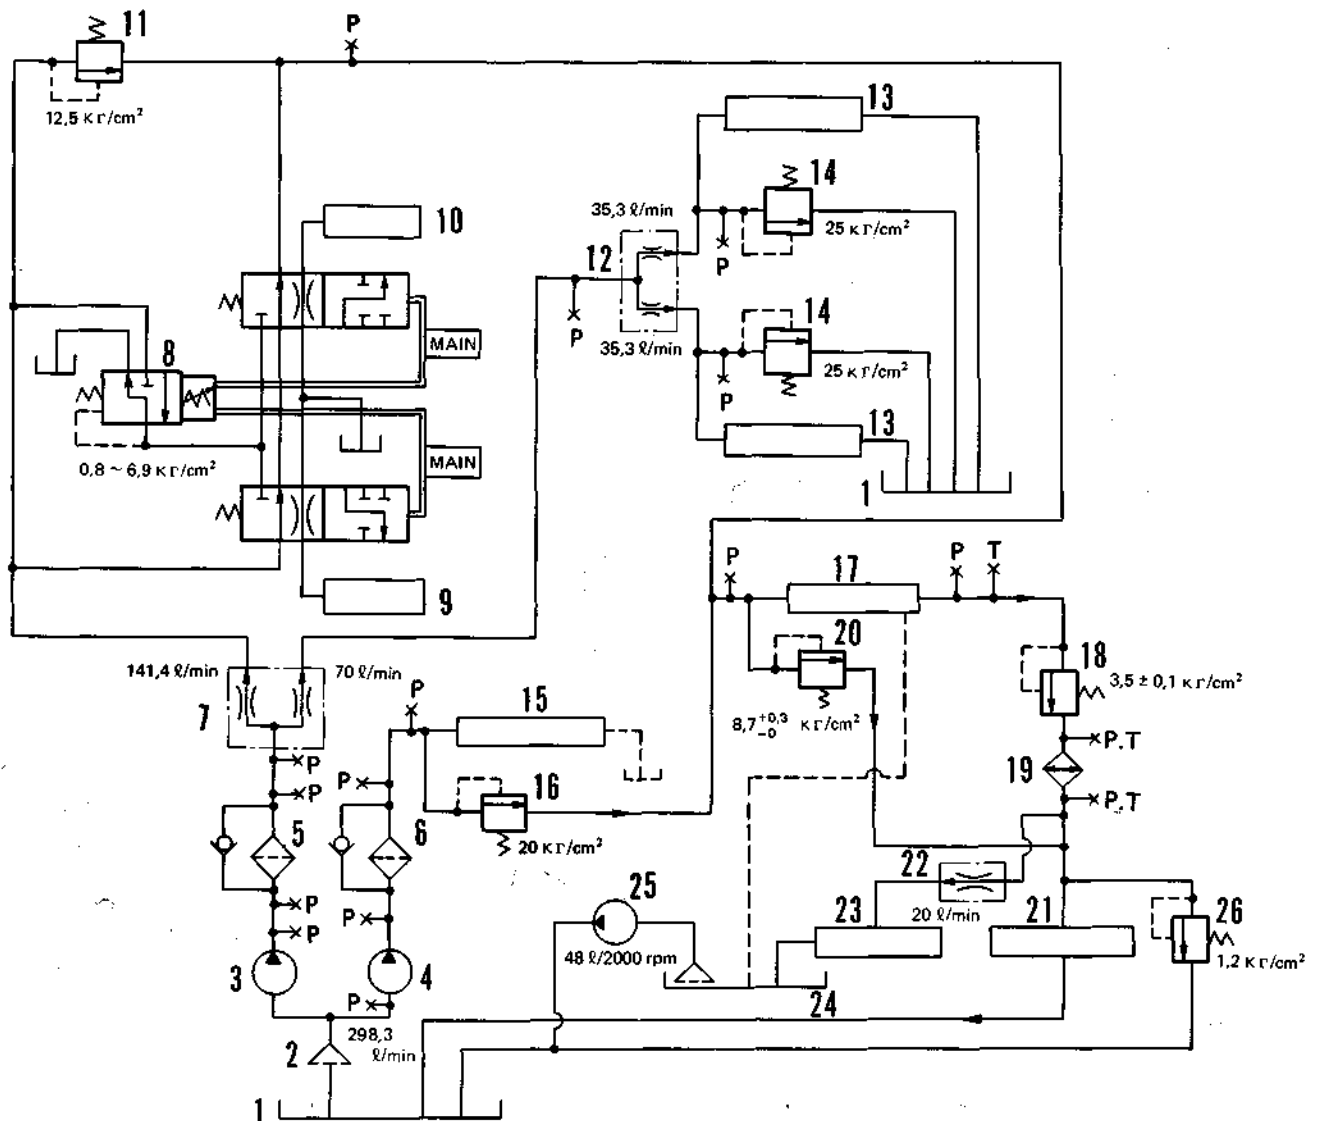 11
P
12,5 кг/cm²
13
10
14
35,3 ℓ/min
25 кг/cm²
12
P
8
MAIN
P
14
35,3 ℓ/min
25 кг/cm²
P
13
MAIN
0,8 ~ 6,9 кг/cm²
1
P
P
T
17
9
20
18
3,5 ± 0,1 кг/cm²
141,4 ℓ/min
70 ℓ/min
P
15
7
8,7 +0,3 -0 кг/cm²
P.T
19
P
P
P
16
P.T
5
6
20 кг/cm²
22
25
20 ℓ/min
23
21
26
P
P
P
48 ℓ/2000 rpm
1,2 кг/cm²
3
4
P
24
298,3
ℓ/min
2
1